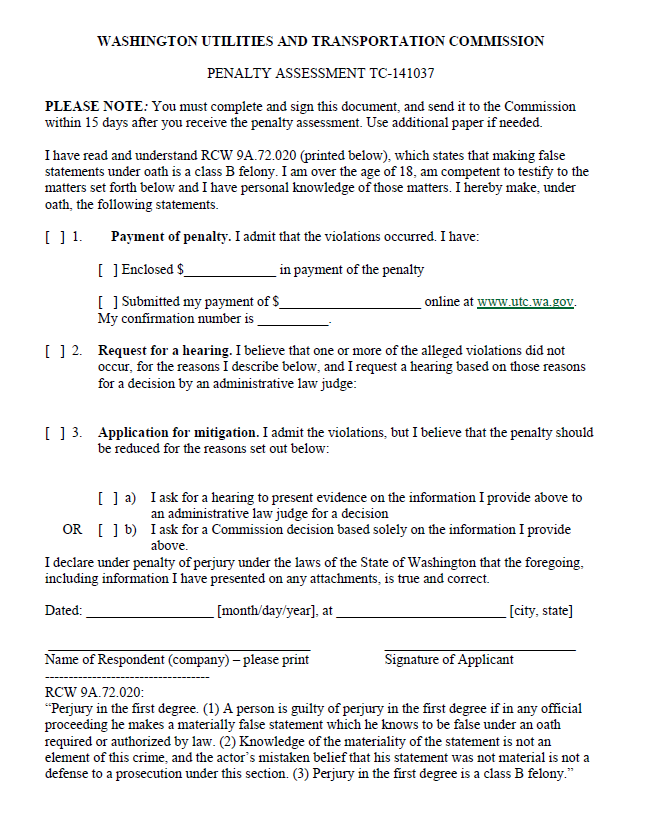 WASHINGTON UTILITIES AND TRANSPORTATION COMMISSION
PENALTY ASSESSMENT TC-141037
PLEASE NOTE: You must complete and sign this document, and send it to the Commission
within 15 days after you receive the penalty assessment. Use additional paper if needed.
I have read and understand RCW 9A.72.020 (printed below), which states that making false
statements under oath is a class B felony. I am over the age of 18, am competent to testify to the
matters set forth below and I have personal knowledge of those matters. I hereby make, under
oath, the following statements.
[ ] 1. Payment of penalty. I admit that the violations occurred. I have:
[ ] Enclosed $______________ in payment of the penalty
[ ] Submitted my payment of $_____________________ online at www.utc.wa.gov.
My confirmation number is ___________.
[ ] 2. Request for a hearing. I believe that one or more of the alleged violations did not
occur, for the reasons I describe below, and I request a hearing based on those reasons
for a decision by an administrative law judge:
[ ] 3. Application for mitigation. I admit the violations, but I believe that the penalty should
be reduced for the reasons set out below:
[ ] a) I ask for a hearing to present evidence on the information I provide above to
an administrative law judge for a decision
OR [ ] b) I ask for a Commission decision based solely on the information I provide
above.
I declare under penalty of perjury under the laws of the State of Washington that the foregoing,
including information I have presented on any attachments, is true and correct.
Dated: ___________________ [month/day/year], at _________________________ [city, state]
_______________________________________ ____________________________
Name of Respondent (company) – please print Signature of Applicant
-----------------------------------
RCW 9A.72.020:
“Perjury in the first degree. (1) A person is guilty of perjury in the first degree if in any official
proceeding he makes a materially false statement which he knows to be false under an oath
required or authorized by law. (2) Knowledge of the materiality of the statement is not an
element of this crime, and the actor’s mistaken belief that his statement was not material is not a
defense to a prosecution under this section. (3) Perjury in the first degree is a class B felony.”